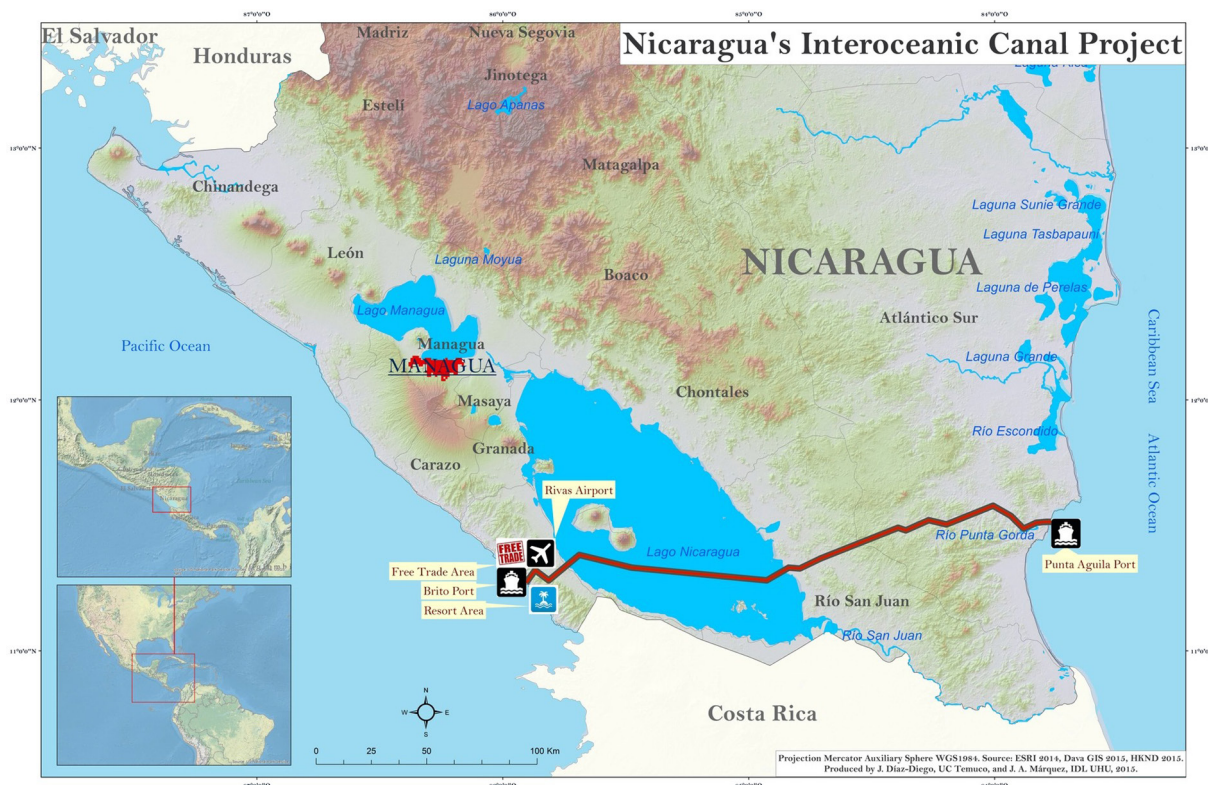 Nicaragua's Interoceanic Canal Project
El Salvador
Honduras
Madriz
Nueva Segovia
Jinotega
Lago Apanas
Estelí
Matagalpa
Chinandega
León
Laguna Moyua
Boaco
NICARAGUA
Laguna Sunie Grande
Laguna Tasbapauni
Laguna de Perelas
Atlántico Sur
Lago Managua
Managua
MANAGUA
Pacific Ocean
Caribbean Sea
Atlantic Ocean
Laguna Grande
Chontales
Masaya
Granada
Carazo
Río Escondido
Rivas Airport
FREE
TRADE
Free Trade Area
Brito Port
Resort Area
Lago Nicaragua
Río Punta Gorda
Punta Aguila Port
Río San Juan
Río San Juan
Costa Rica
Nicaragua
N
W E
S
0 25 50 100 Km
Projection Mercator Auxiliary Sphere WGS1984. Source: ESRI 2014, Dava GIS 2015, HKND 2015.
Produced by J. Díaz-Diego, UC Temuco, and J. A. Márquez, IDL UHU, 2015.